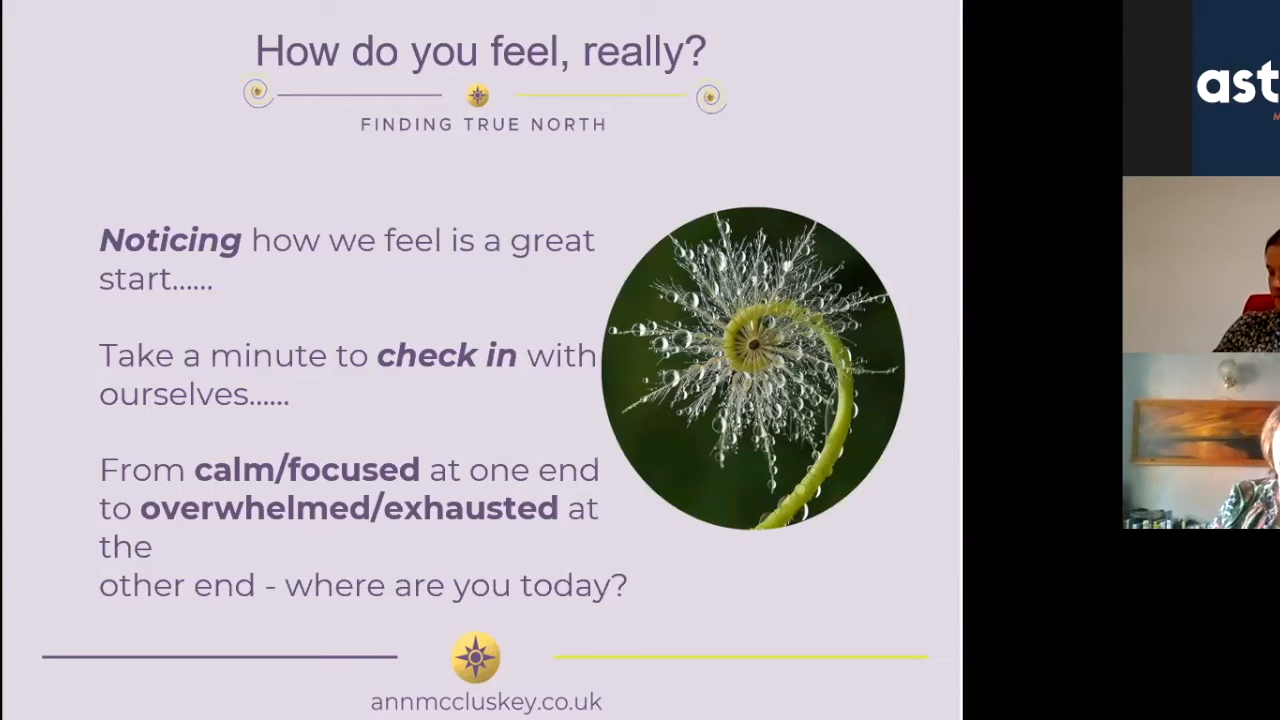 How do you feel, really?
FINDING TRUE NORTH
Noticing how we feel is a great
start......
Take a minute to check in with
ourselves......
From calm/focused at one end
to overwhelmed/exhausted at
the
other end - where are you today?
annmccluskey.co.uk
ast
M